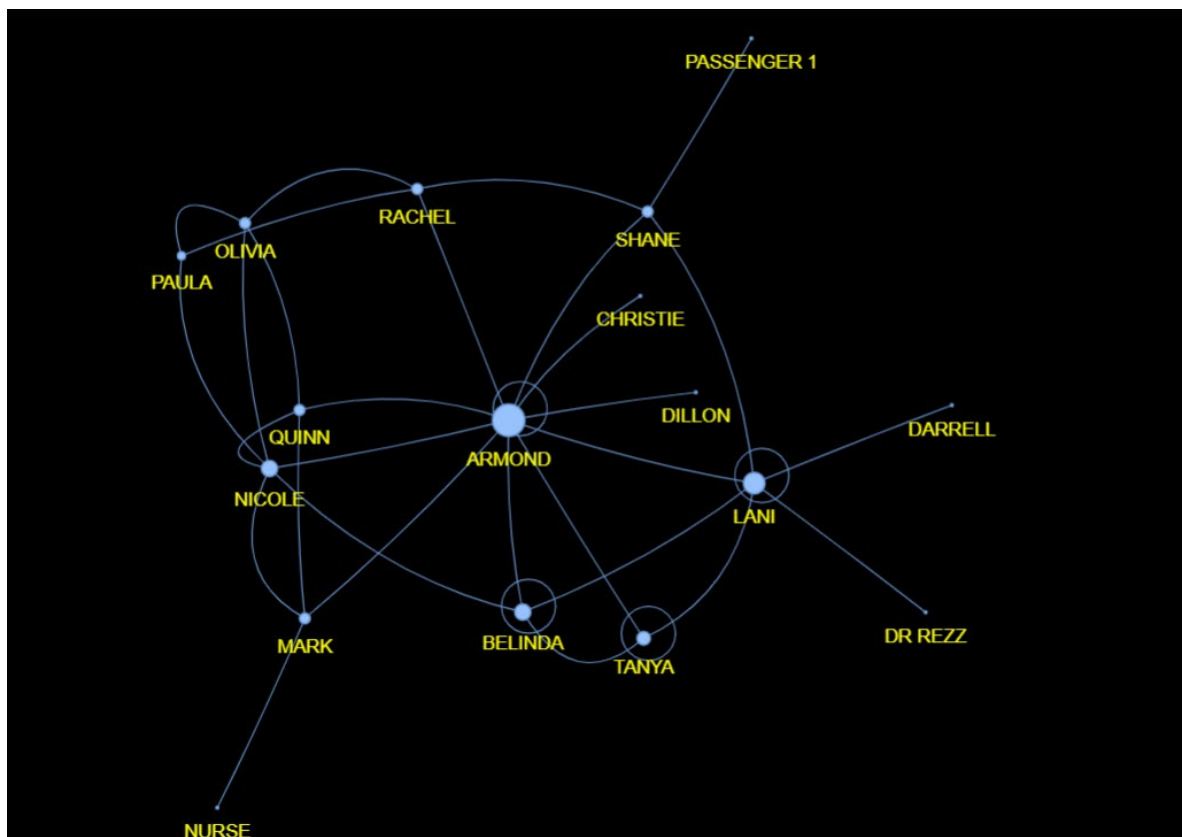 PASSENGER 1
RACHEL
SHANE
OLIVIA
PAULA
CHRISTIE
DILLON
DARRELL
QUINN
ARMOND
NICOLE
LANI
DR REZZ
MARK
BELINDA
TANYA
NURSE